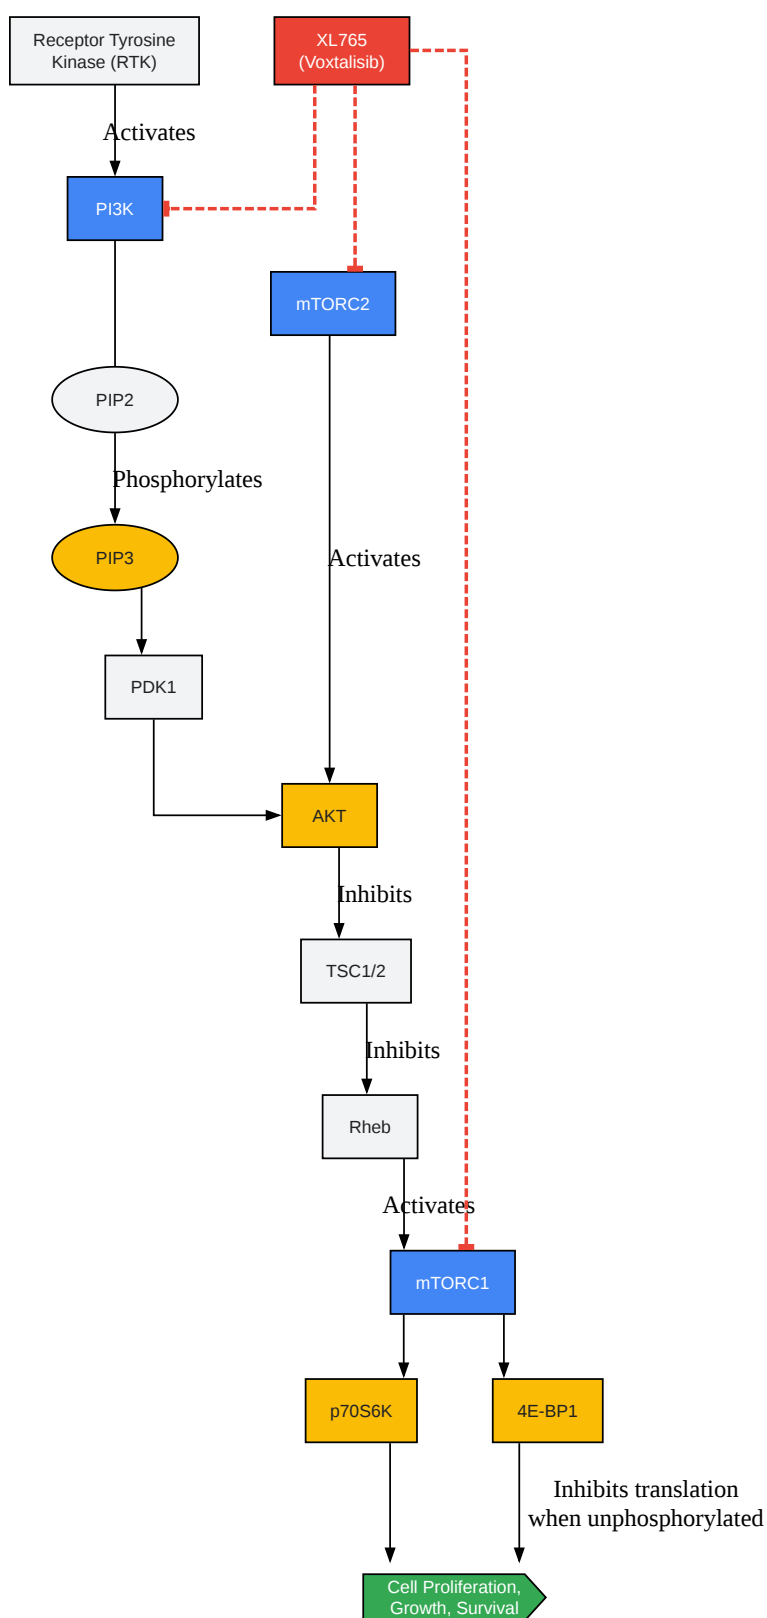 Receptor Tyrosine
Kinase (RTK)
XL765
(Voxtalisib)
Activates
PI3K
mTORC2
PIP2
Phosphorylates
PIP3
Activates
PDK1
AKT
Inhibits
TSC1/2
Inhibits
Rheb
Activates
mTORC1
p70S6K
4E-BP1
Inhibits translation
when unphosphorylated
Cell Proliferation,
Growth, Survival